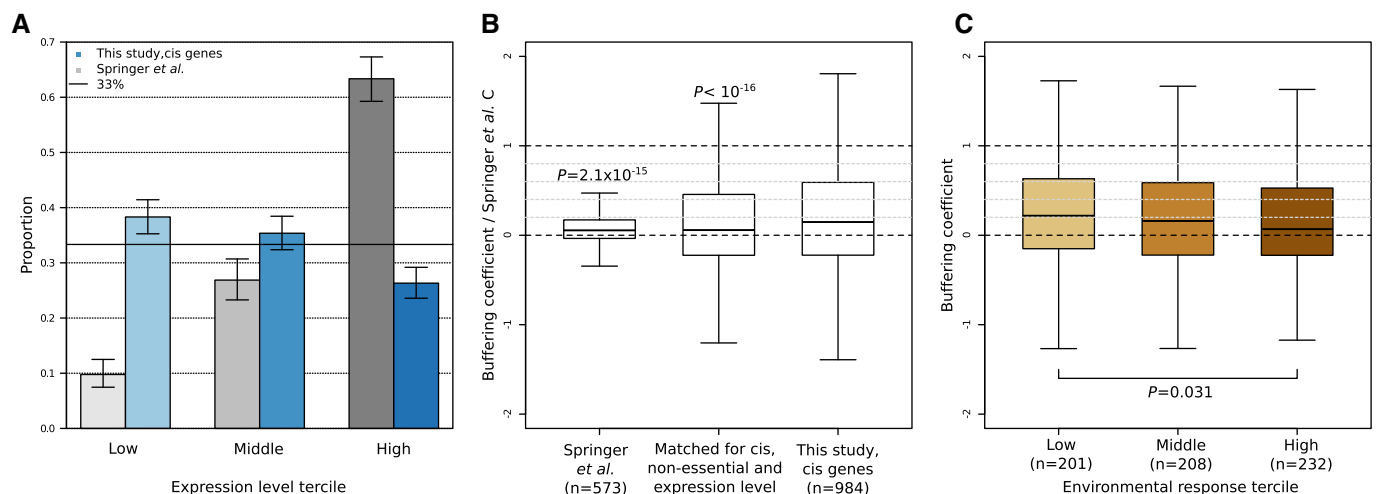 A
0.7
0.6
0.5
0.4
0.3
0.2
0.1
0.0
Proportion
This study,cis genes
Springer et al.
33%
Low
Middle
High
Expression level tercile
B
2
1
0
-1
-2
Buffering coefficient / Springer et al. C
P=2.1x10-15
P< 10-16
Springer
et al.
(n=573)
Matched for cis,
non-essential and
expression level
This study,
cis genes
(n=984)
C
2
1
0
-1
-2
Buffering coefficient
P=0.031
Low
(n=201)
Middle
(n=208)
High
(n=232)
Environmental response tercile